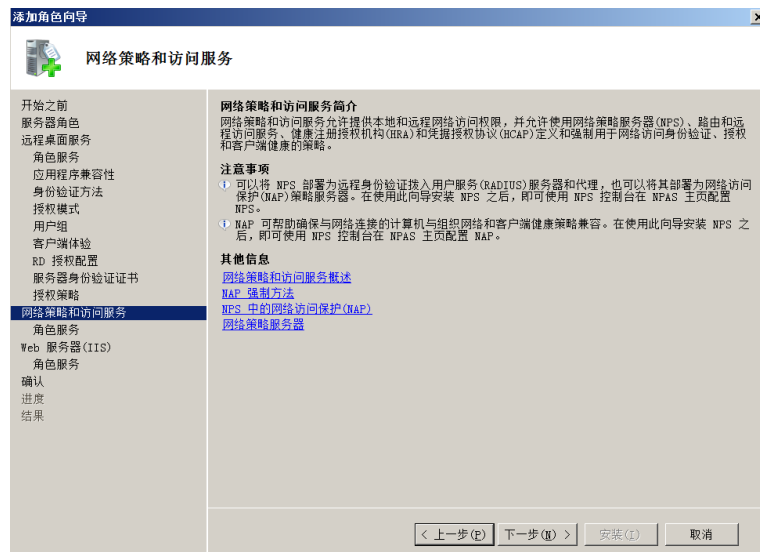 添加角色向导
网络策略和访问服务
开始之前
服务器角色
远程桌面服务
角色服务
应用程序兼容性
身份验证方法
授权模式
用户组
客户端体验
RD 授权配置
服务器身份验证证书
授权策略
网络策略和访问服务
角色服务
Web 服务器(IIS)
角色服务
确认
进度
结果
网络策略和访问服务简介
网络策略和访问服务允许提供本地和远程网络访问权限，并允许使用网络策略服务器(NPS)、路由和远
程访问服务、健康注册授权机构(HRA)和凭据授权协议(HCAP)定义和强制用于网络访问身份验证、授权
和客户端健康的策略。
注意事项
可以将 NPS 部署为远程身份验证拨入用户服务(RADIUS)服务器和代理，也可以将其部署为网络访问
保护(NAP)策略服务器。在使用此向导安装 NPS 之后，即可使用 NPS 控制台在 NPAS 主页配置
NPS。
NAP 可帮助确保与网络连接的计算机与组织网络和客户端健康策略兼容。在使用此向导安装 NPS 之
后，即可使用 NPS 控制台在 NPAS 主页配置 NAP。
其他信息
网络策略和访问服务概述
NAP 强制方法
NPS 中的网络访问保护(NAP)
网络策略服务器
< 上一步(P) 下一步(N) > 安装(I) 取消